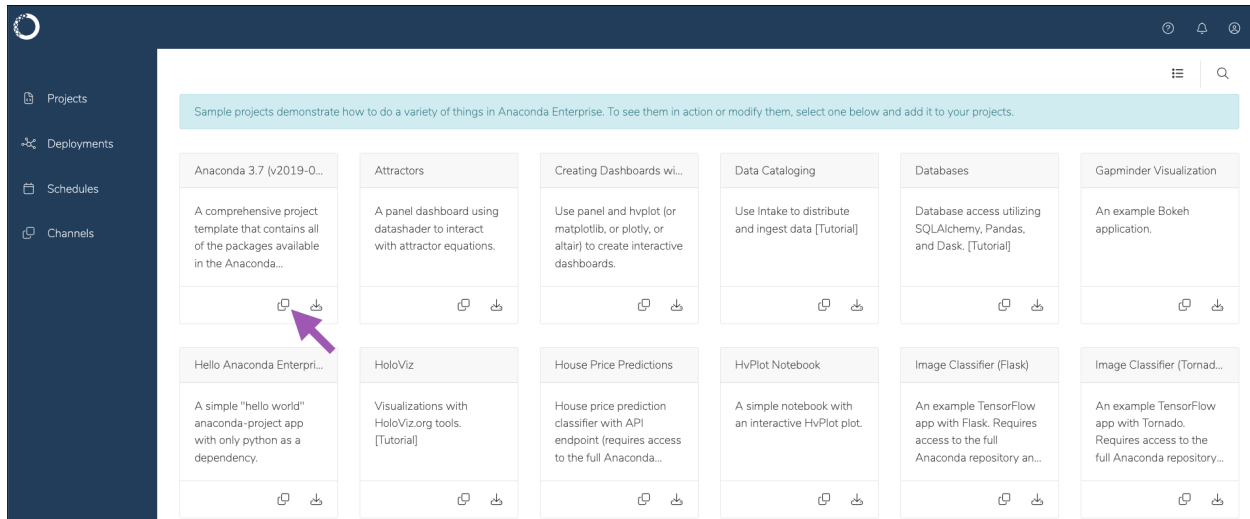 Projects
Deployments
Schedules
Channels
Sample projects demonstrate how to do a variety of things in Anaconda Enterprise. To see them in action or modify them, select one below and add it to your projects.
Anaconda 3.7 (v2019-0...
A comprehensive project
template that contains all
of the packages available
in the Anaconda...
Attractors
A panel dashboard using
datashader to interact
with attractor equations.
Creating Dashboards wi...
Use panel and hvplot (or
matplotlib, or plotly, or
altair) to create interactive
dashboards.
Data Cataloging
Use Intake to distribute
and ingest data [Tutorial]
Databases
Database access utilizing
SQLAlchemy, Pandas,
and Dask. [Tutorial]
Gapminder Visualization
An example Bokeh
application.
Hello Anaconda Enterpri...
A simple "hello world"
anaconda-project app
with only python as a
dependency.
HoloViz
Visualizations with
HoloViz.org tools.
[Tutorial]
House Price Predictions
House price prediction
classifier with API
endpoint (requires access
to the full Anaconda...
HvPlot Notebook
A simple notebook with
an interactive HvPlot plot.
Image Classifier (Flask)
An example TensorFlow
app with Flask. Requires
access to the full
Anaconda repository an...
Image Classifier (Tornad...
An example TensorFlow
app with Tornado.
Requires access to the
full Anaconda repository...